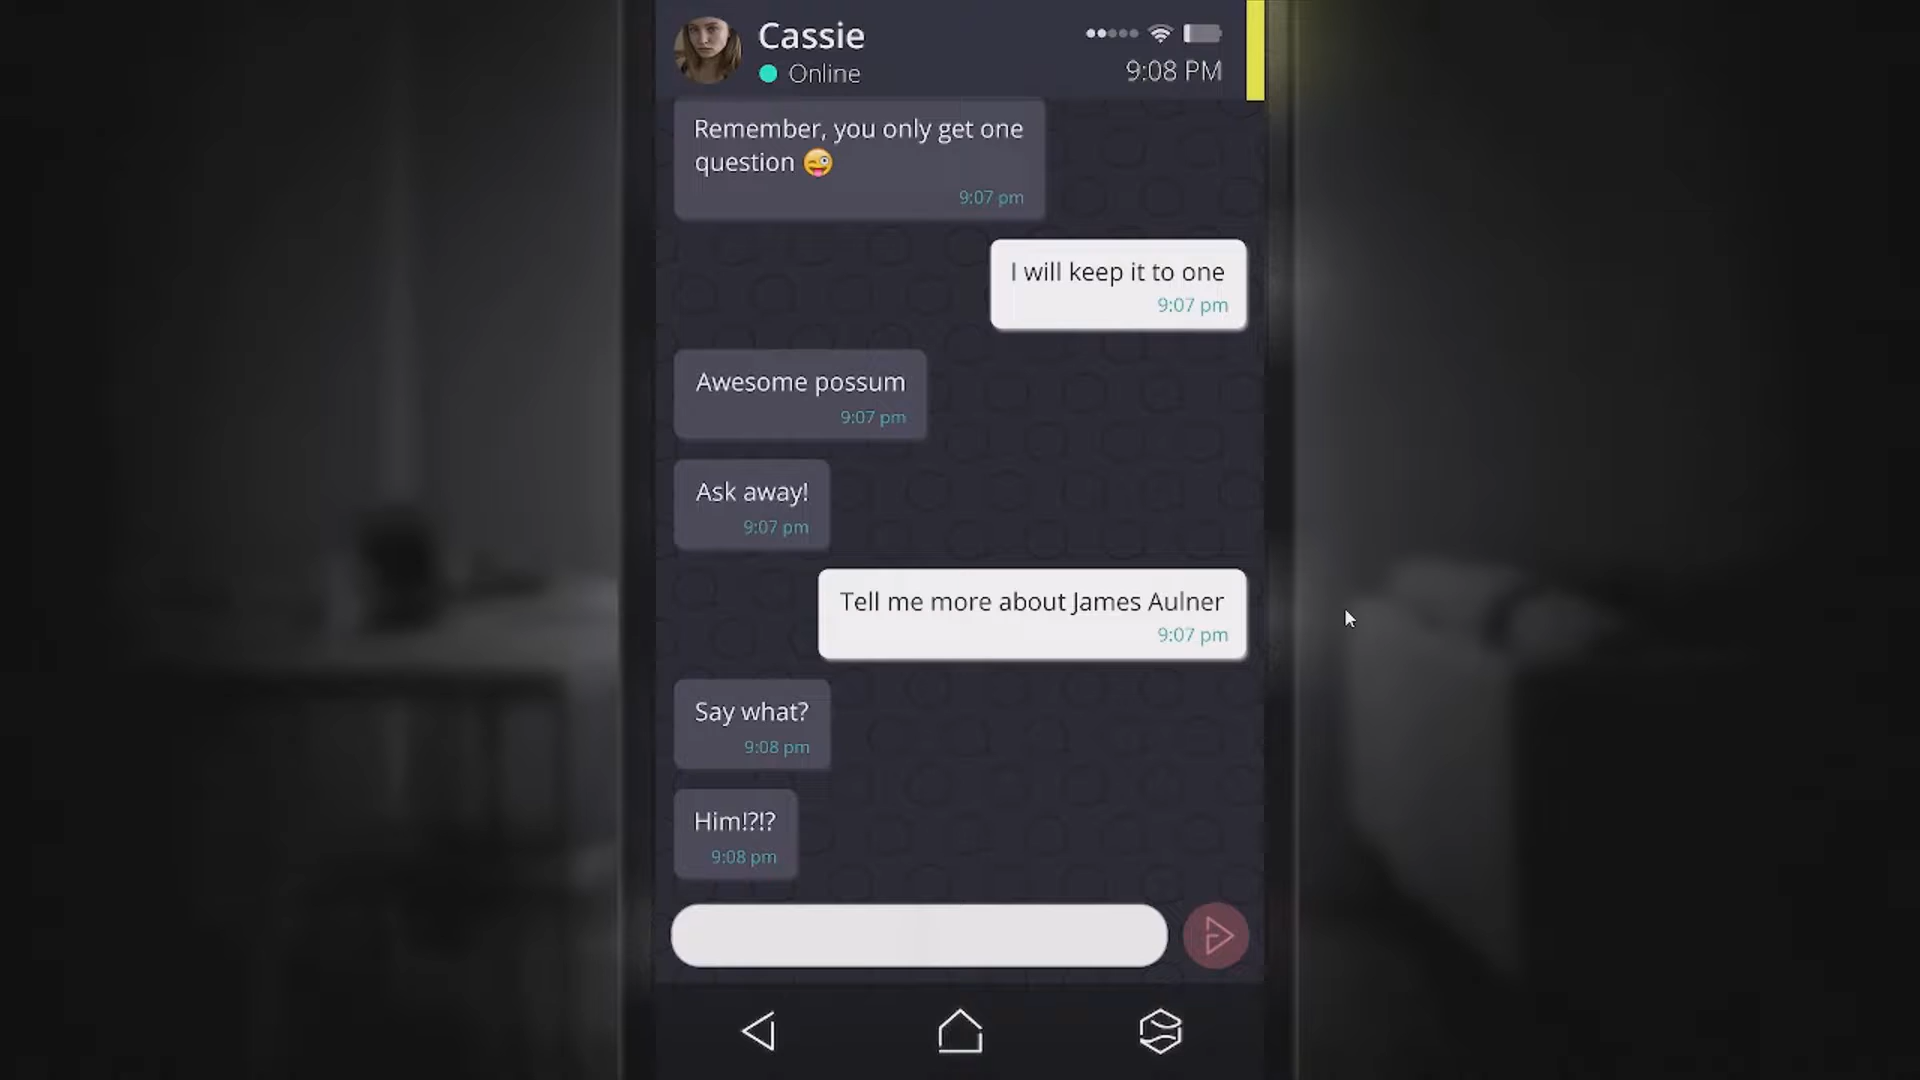 Cassie
Online
9:08 PM
Remember, you only get one
question 😜
9:07 pm
I will keep it to one
9:07 pm
Awesome possum
9:07 pm
Ask away!
9:07 pm
Tell me more about James Aulner
9:07 pm
Say what?
9:08 pm
Him!?!?
9:08 pm